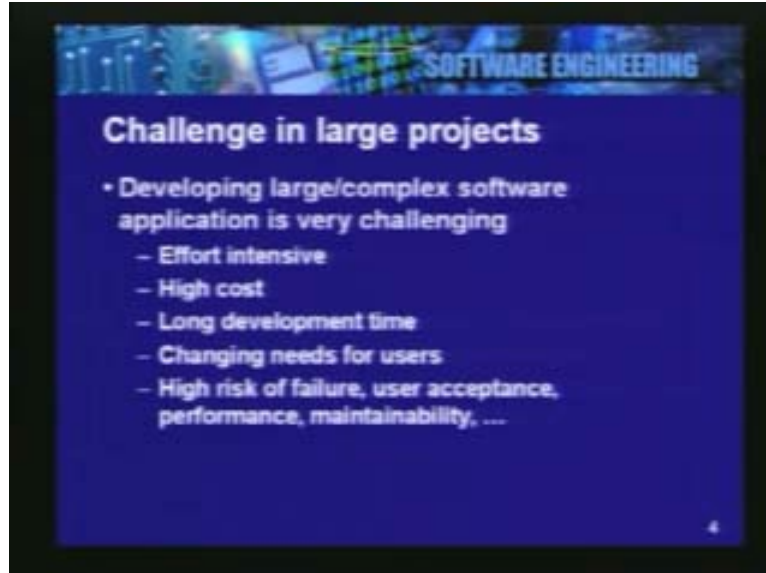 SOFTWARE ENGINEERING
Challenge in large projects
• Developing large/complex software
application is very challenging
– Effort intensive
– High cost
– Long development time
– Changing needs for users
– High risk of failure, user acceptance,
performance, maintainability, ...
4